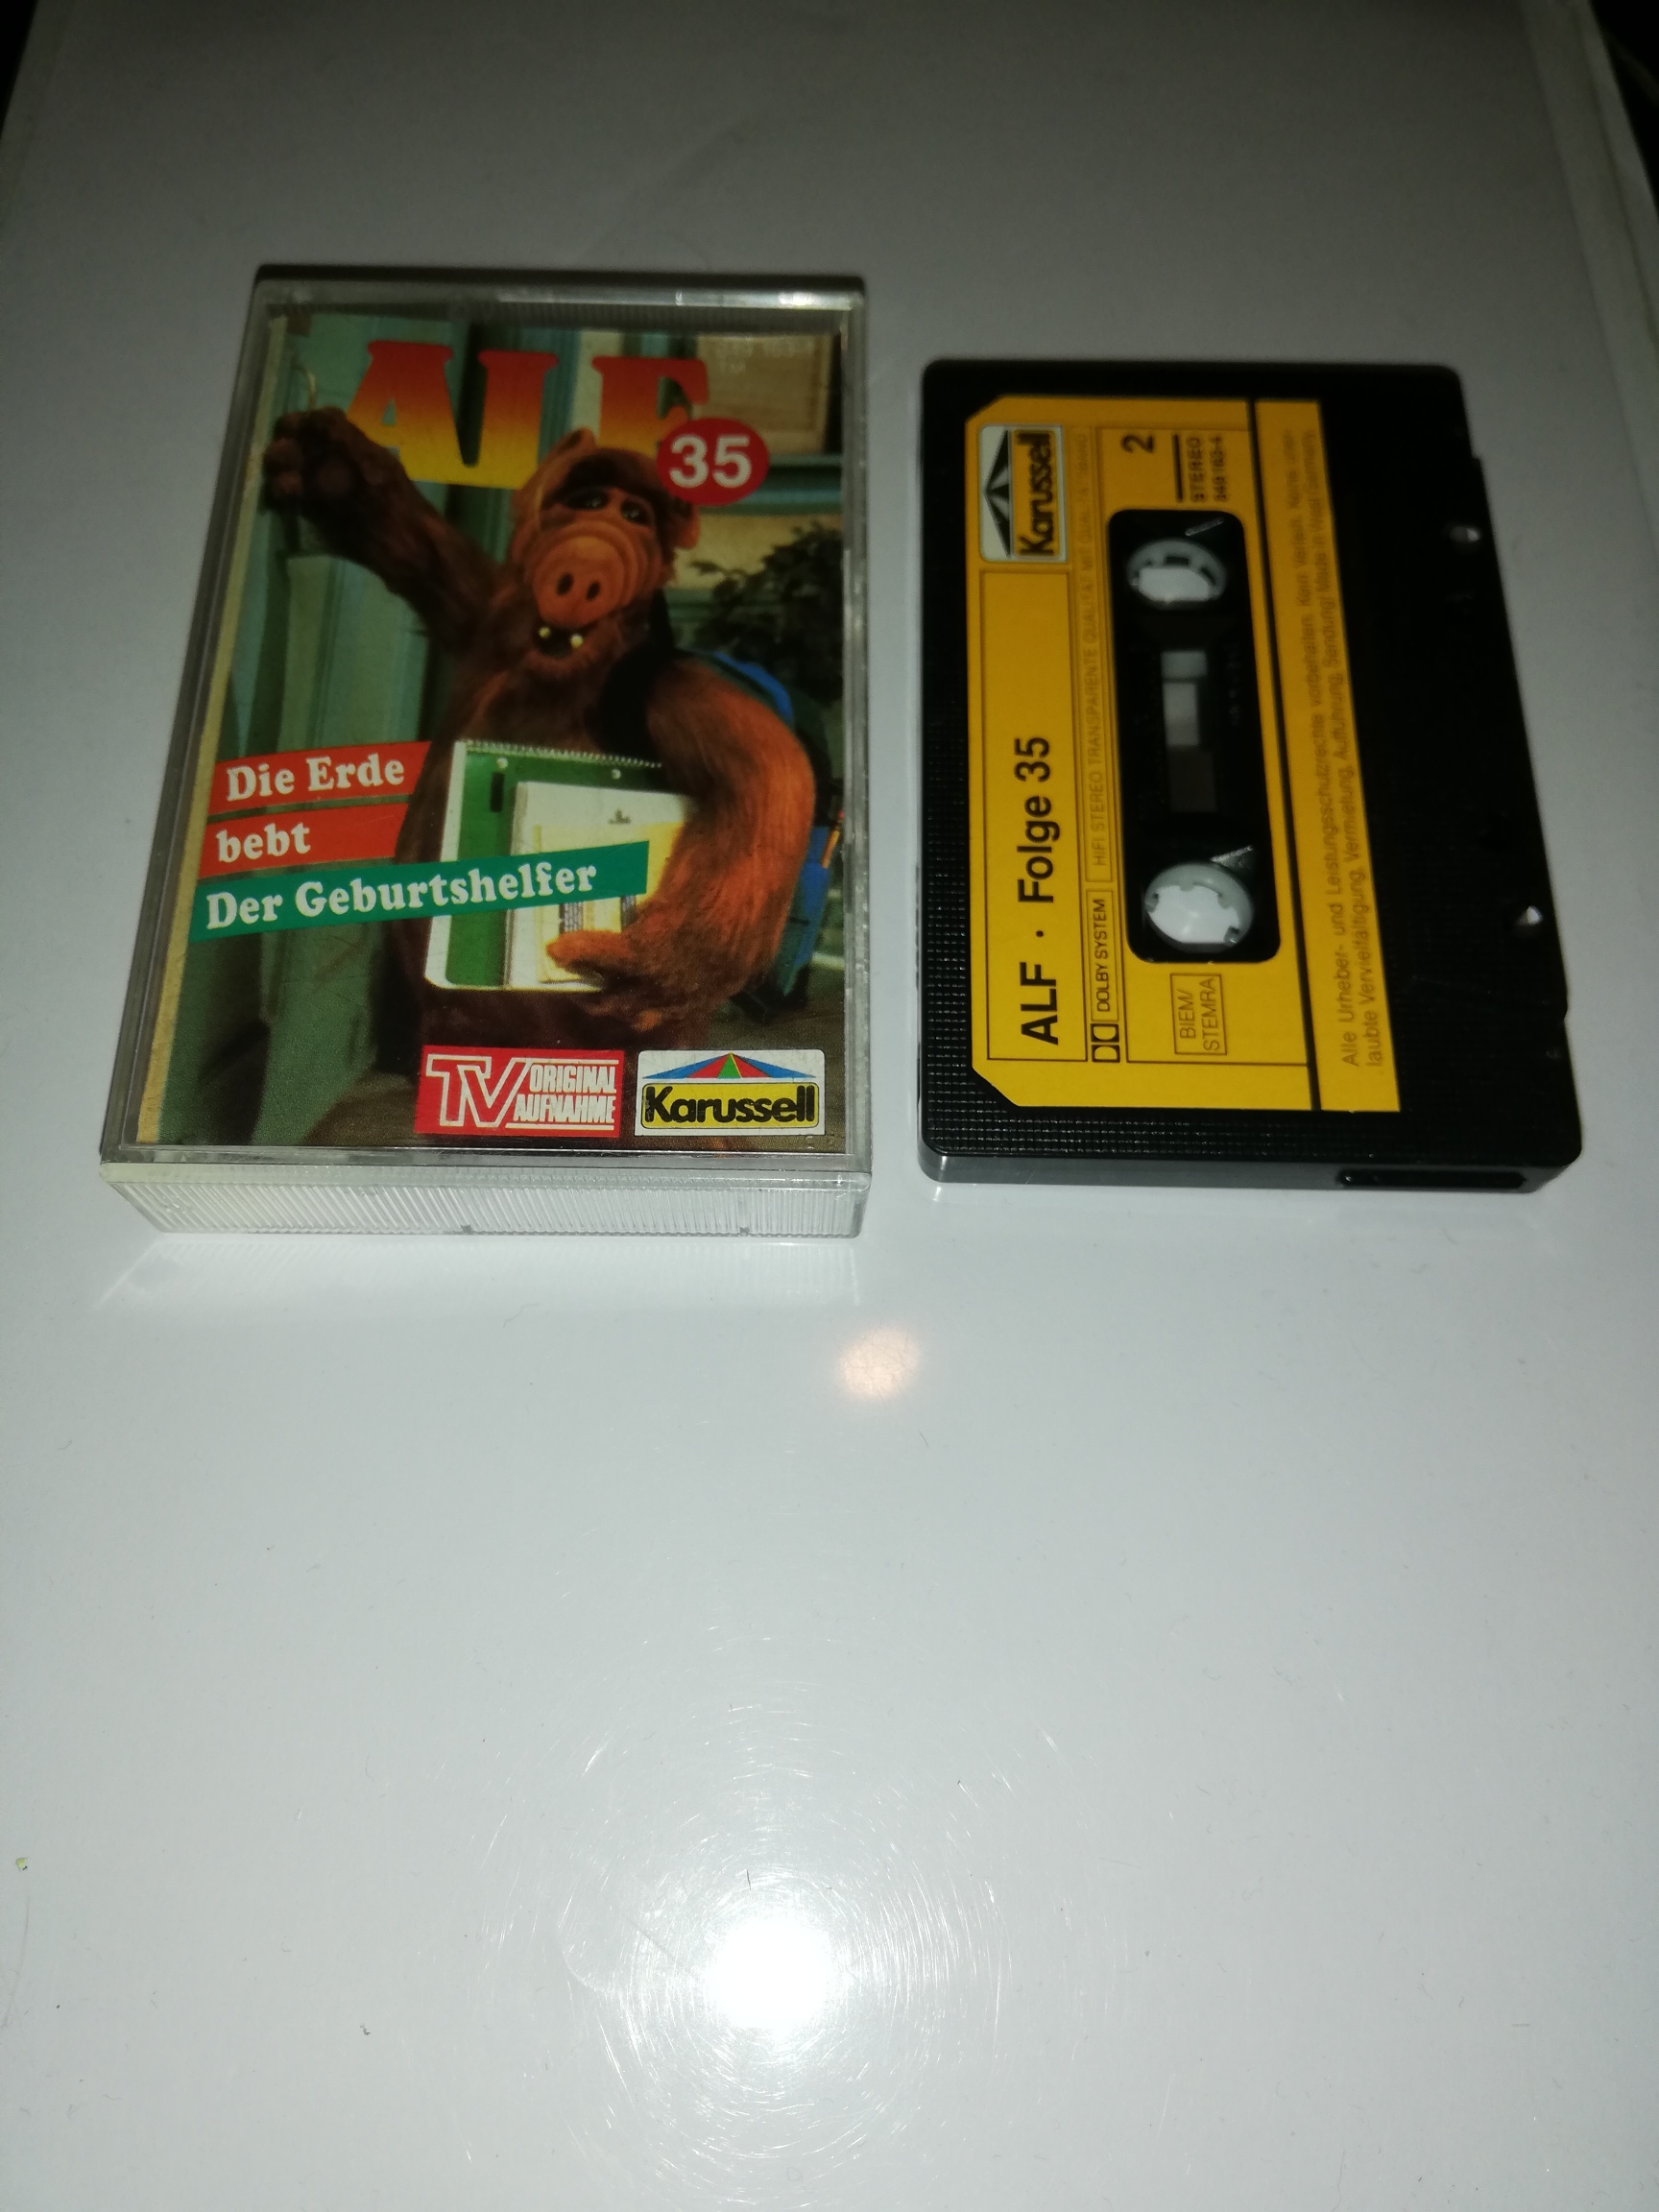 ALF
35
Die Erde
bebt
Der Geburtshelfer
TV ORIGINAL
AUFNAHME
Karussell
Karussell
ALF · Folge 35
DOLBY SYSTEM
HIFI STEREO TRANSPARENTE QUALITÄT MIT
2
STEREO
BIEM/
STEMRA
Alle Urheber- und Leistungsschutzrechte vorbehalten. Kein Verleih. Keine uner-
laubte Vervielfältigung, Vermietung, Aufführung, Sendung! Made in West Germany.